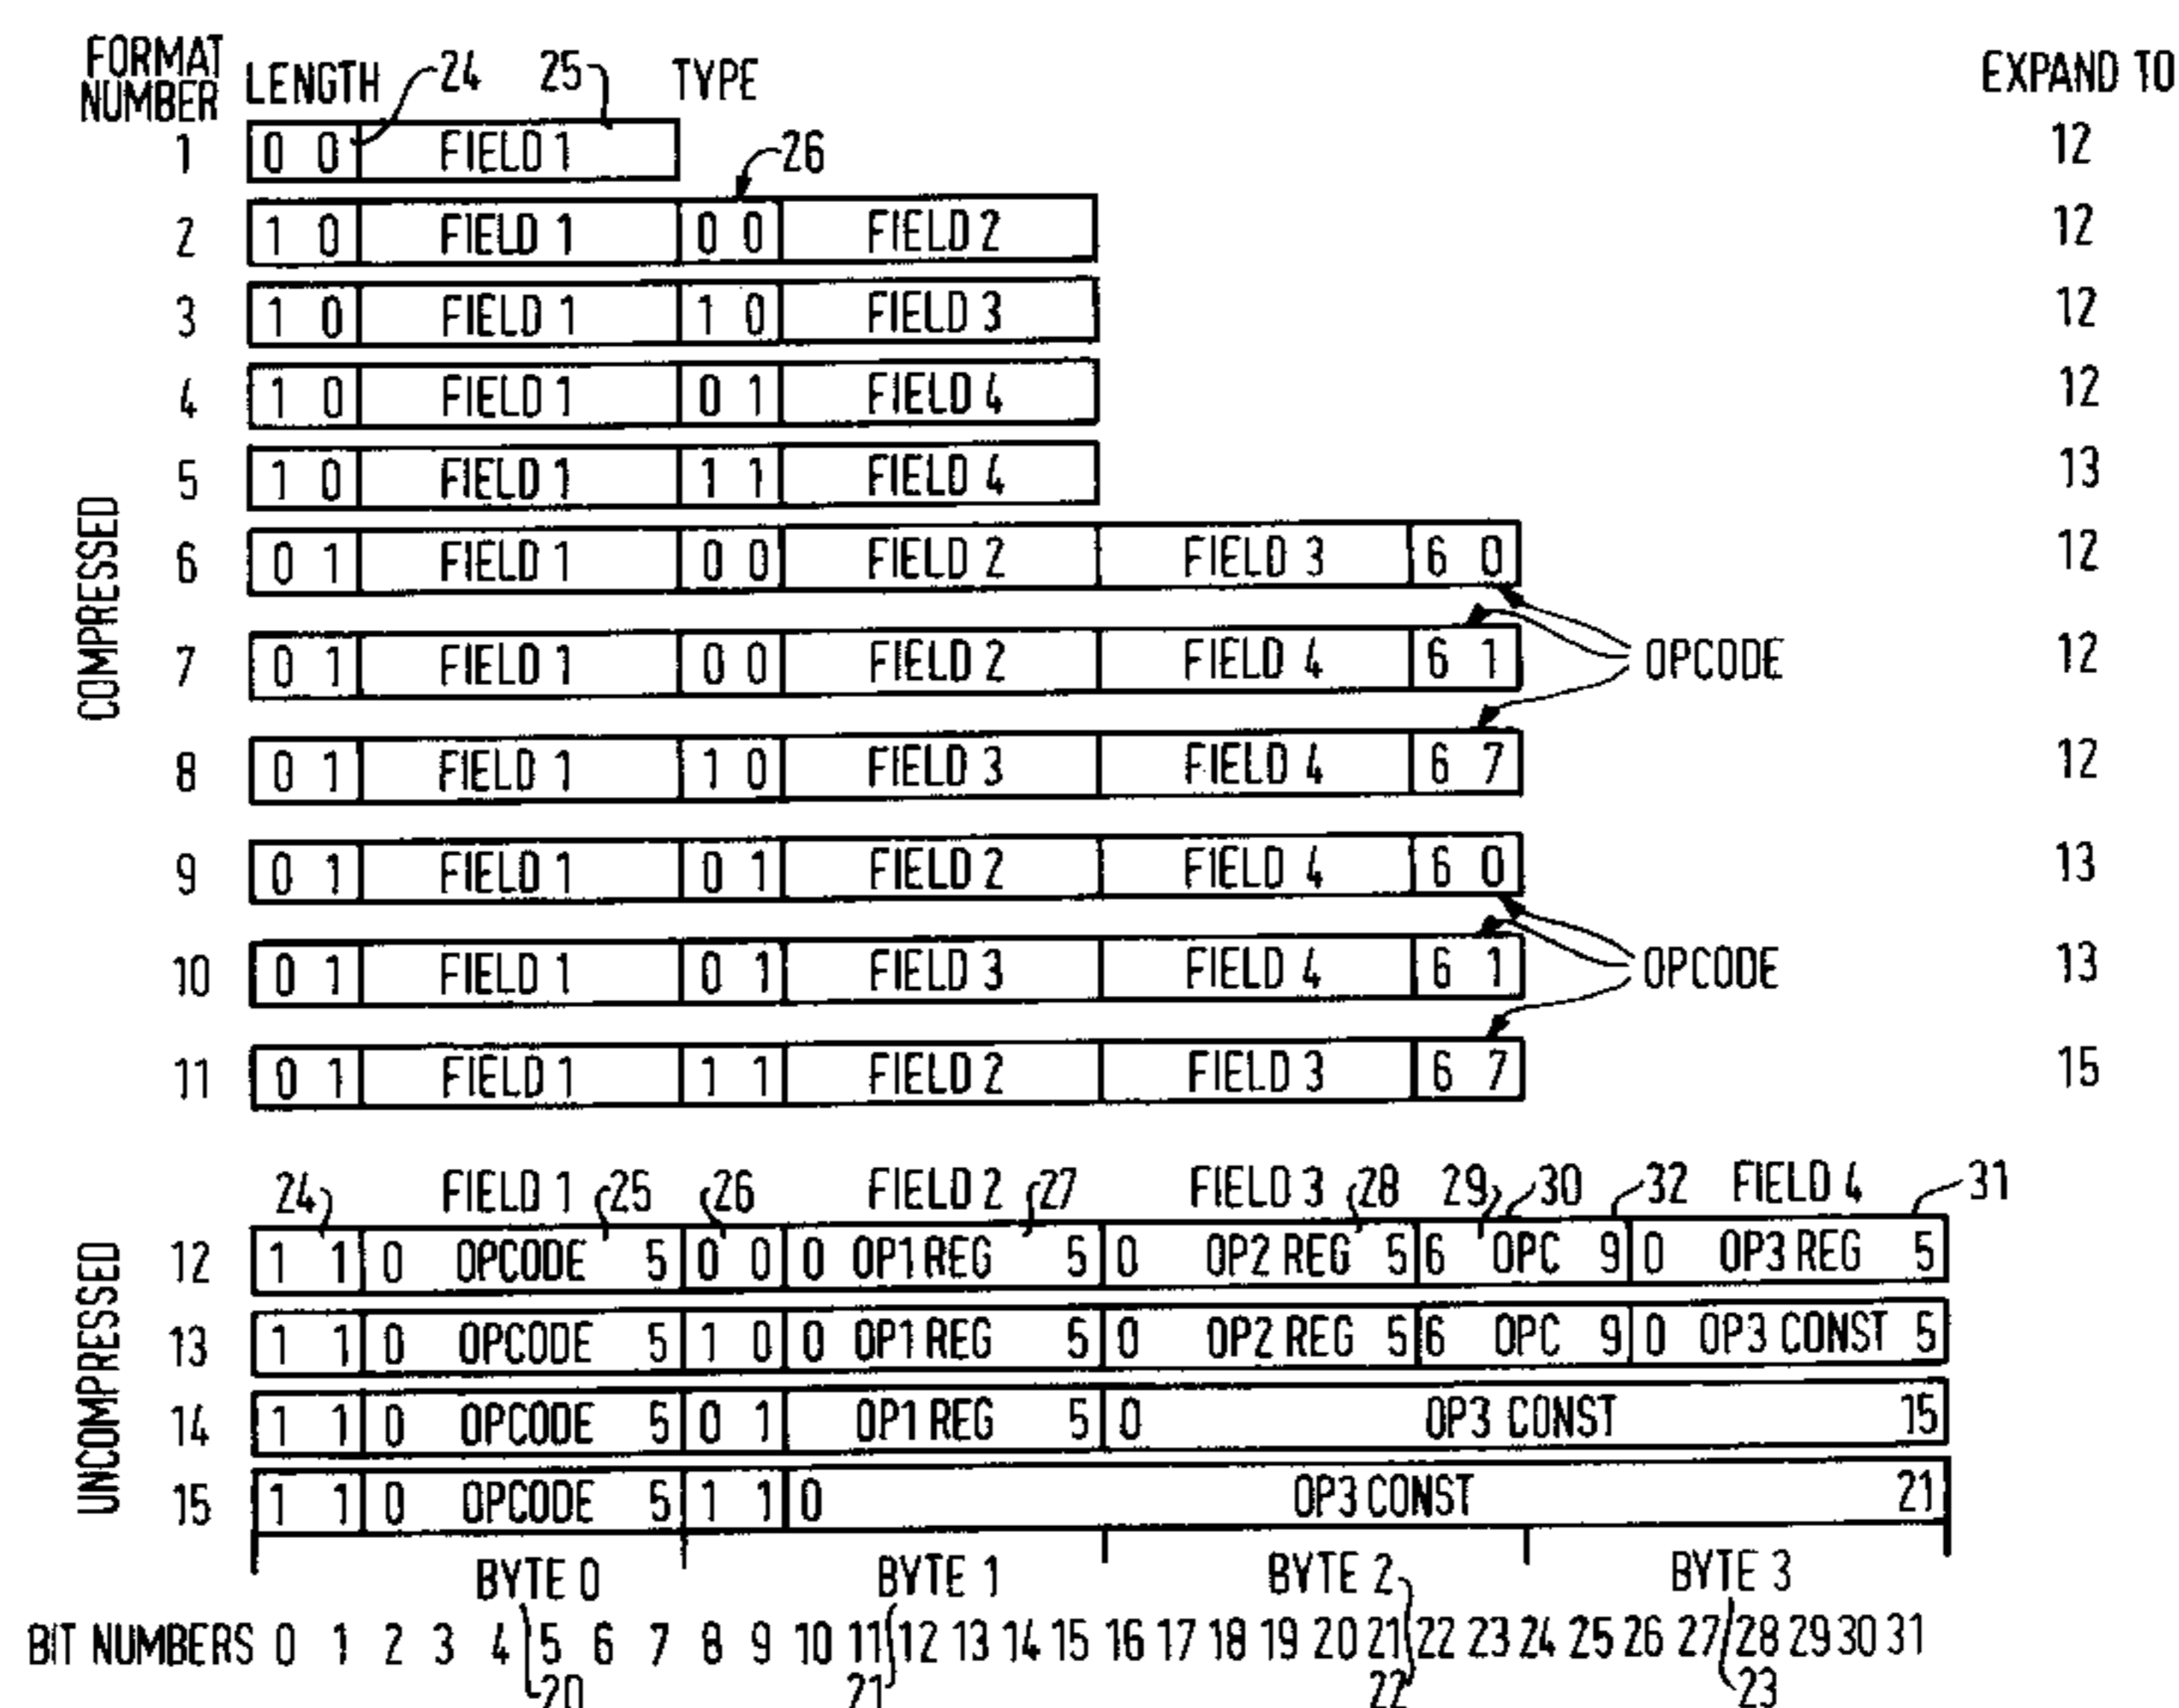 FORMAT NUMBER LENGTH 24 25 TYPE EXPAND TO
1 0 0 FIELD 1 12
26
2 1 0 FIELD 1 0 0 FIELD 2 12
3 1 0 FIELD 1 1 0 FIELD 3 12
4 1 0 FIELD 1 0 1 FIELD 4 12
5 1 0 FIELD 1 1 1 FIELD 4 13
COMPRESSED
6 0 1 FIELD 1 0 0 FIELD 2 FIELD 3 6 0 12
7 0 1 FIELD 1 0 0 FIELD 2 FIELD 4 6 1 OPCODE 12
8 0 1 FIELD 1 1 0 FIELD 3 FIELD 4 6 7 12
9 0 1 FIELD 1 0 1 FIELD 2 FIELD 4 6 0 13
10 0 1 FIELD 1 0 1 FIELD 3 FIELD 4 6 1 OPCODE 13
11 0 1 FIELD 1 1 1 FIELD 2 FIELD 3 6 7 15
24 FIELD 1 25 26 FIELD 2 27 FIELD 3 28 29 30 32 FIELD 4 31
UNCOMPRESSED
12 1 1 0 OPCODE 5 0 0 0 OP1 REG 5 0 OP2 REG 5 6 OPC 9 0 OP3 REG 5
13 1 1 0 OPCODE 5 1 0 0 OP1 REG 5 0 OP2 REG 5 6 OPC 9 0 OP3 CONST 5
14 1 1 0 OPCODE 5 0 1 OP1 REG 5 0 OP3 CONST 15
15 1 1 0 OPCODE 5 1 1 0 OP3 CONST 21
BYTE 0 BYTE 1 BYTE 2 BYTE 3
BIT NUMBERS 0 1 2 3 4 5 6 7 8 9 10 11 12 13 14 15 16 17 18 19 20 21 22 23 24 25 26 27 28 29 30 31
20 21 22 23